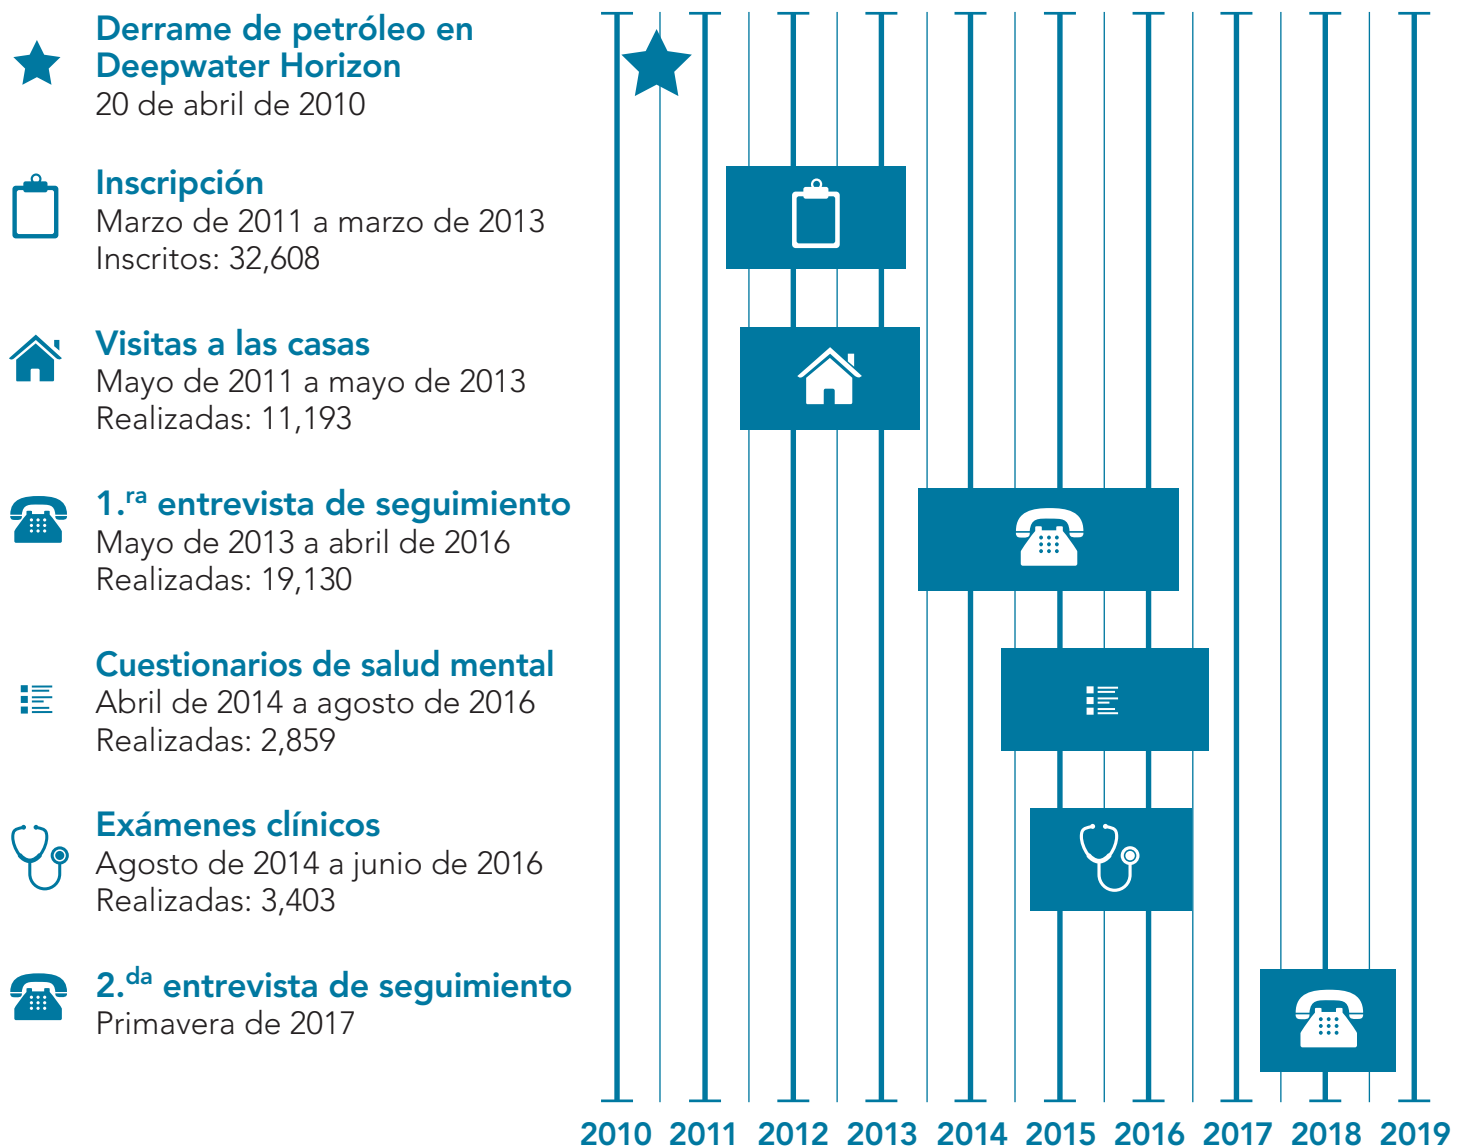 Derrame de petróleo en
Deepwater Horizon
20 de abril de 2010
Inscripción
Marzo de 2011 a marzo de 2013
Inscritos: 32,608
Visitas a las casas
Mayo de 2011 a mayo de 2013
Realizadas: 11,193
1.ra entrevista de seguimiento
Mayo de 2013 a abril de 2016
Realizadas: 19,130
Cuestionarios de salud mental
Abril de 2014 a agosto de 2016
Realizadas: 2,859
Exámenes clínicos
Agosto de 2014 a junio de 2016
Realizadas: 3,403
2.da entrevista de seguimiento
Primavera de 2017
2010 2011 2012 2013 2014 2015 2016 2017 2018 2019